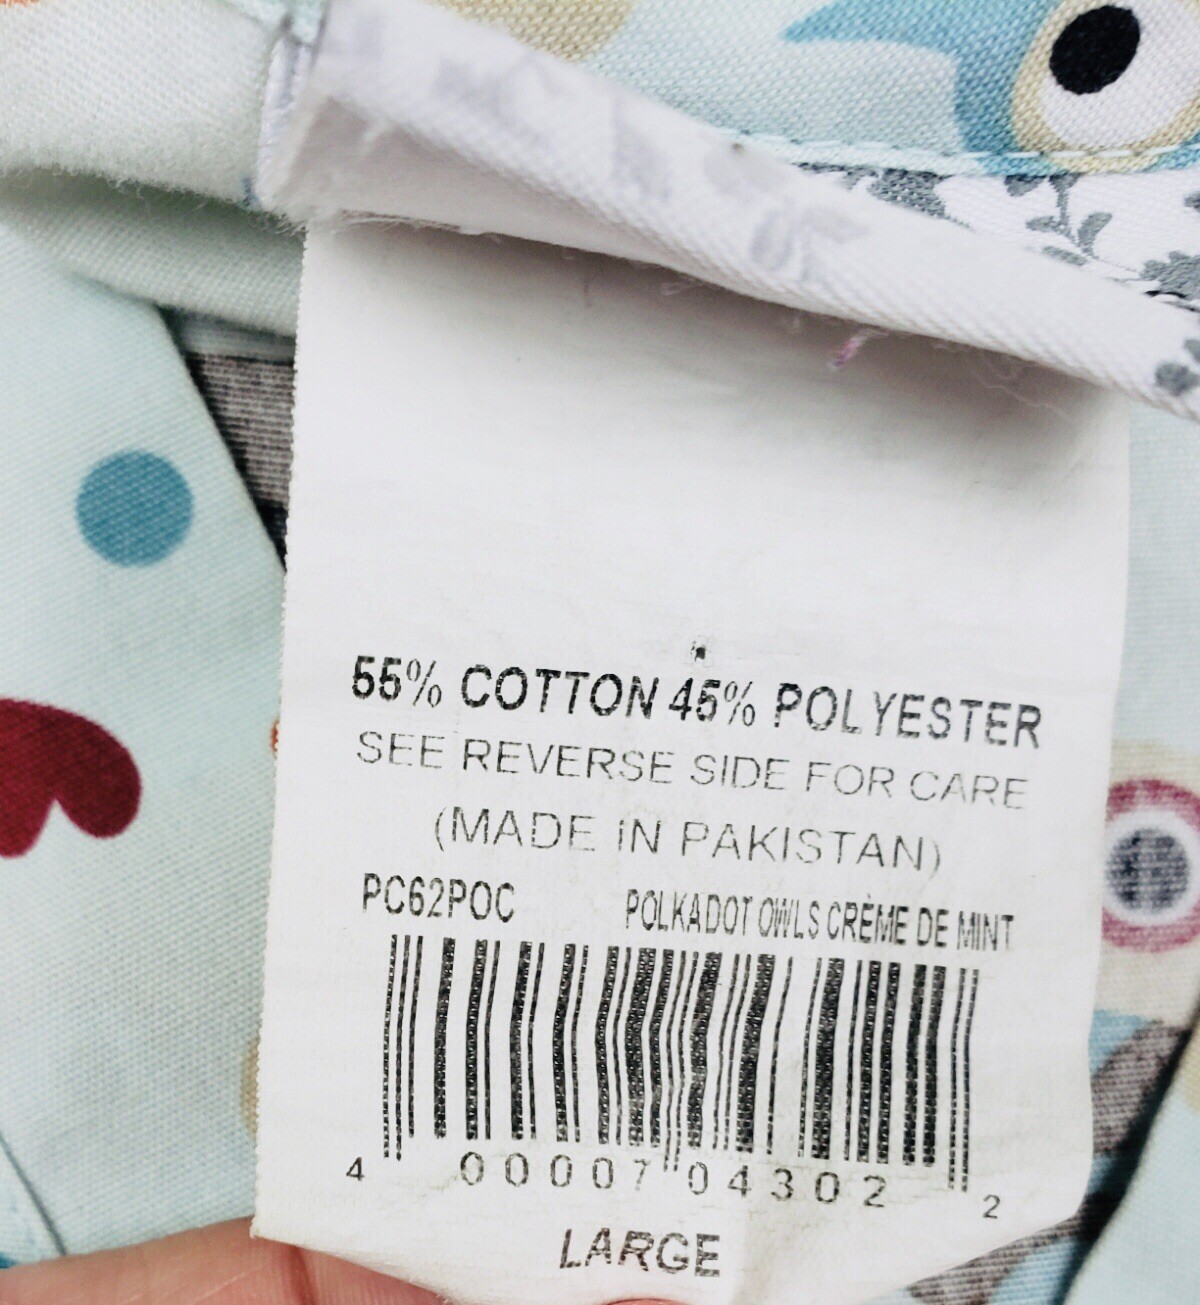 55% COTTON 45% POLYESTER
SEE REVERSE SIDE FOR CARE
(MADE IN PAKISTAN)
PC62POC POLKADOT OWLS CRÈME DE MINT
4 00007 04302 2
LARGE